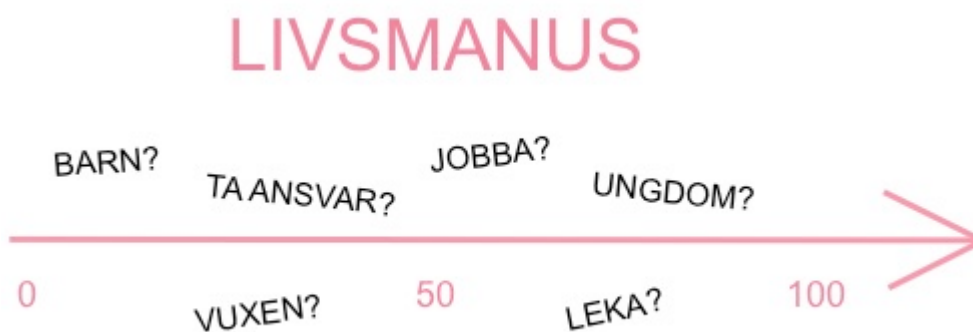 LIVSMANUS
BARN?
TA ANSVAR?
JOBBA?
UNGDOM?
0
50
100
VUXEN?
LEKA?